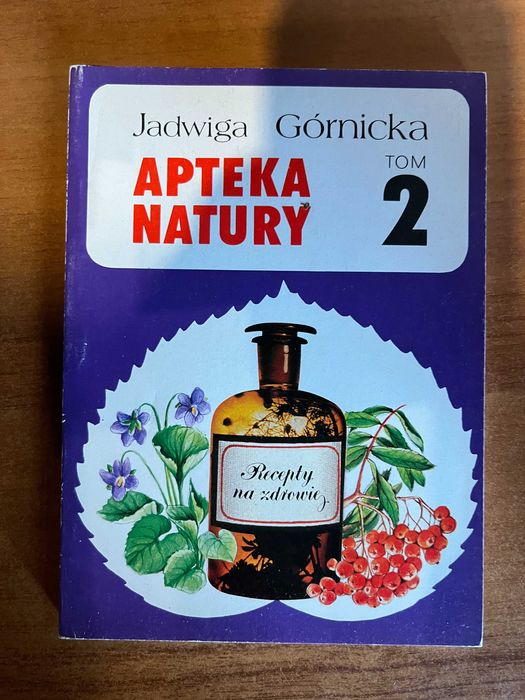 Jadwiga Górnicka
APTEKA
NATURY
TOM
2
Recepty
na zdrowie